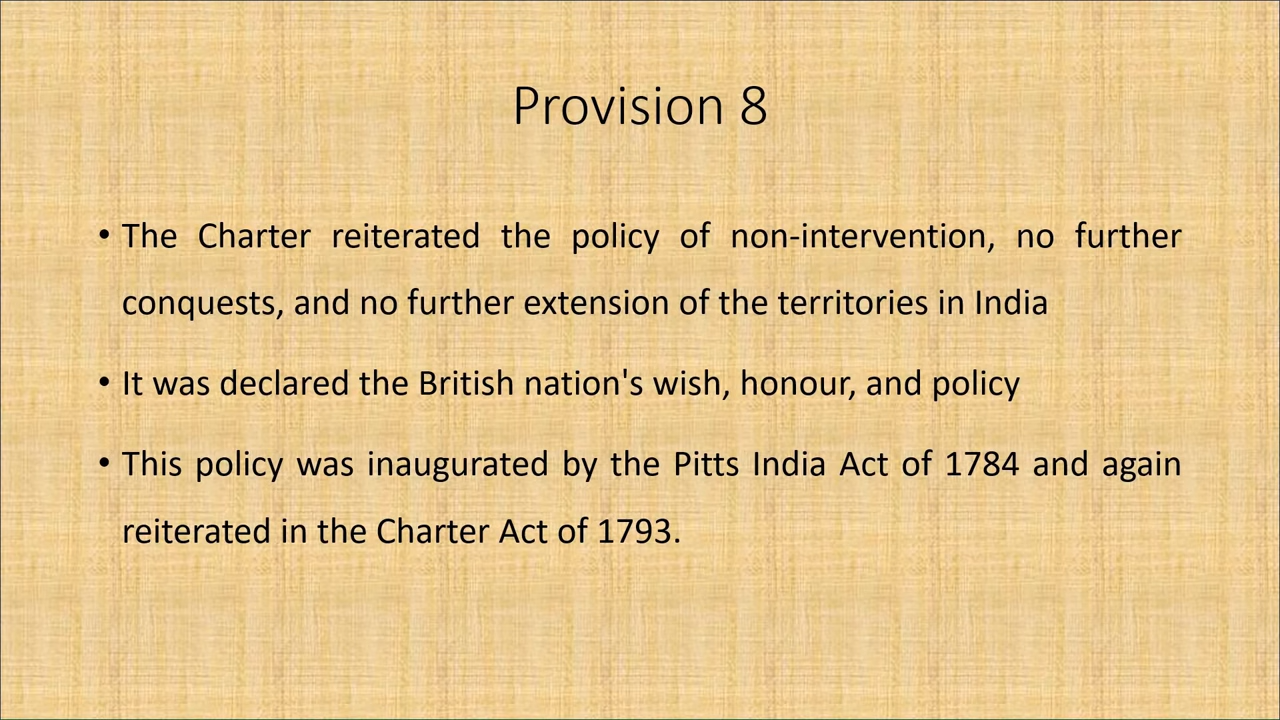 Provision 8
• The Charter reiterated the policy of non-intervention, no further
conquests, and no further extension of the territories in India
• It was declared the British nation's wish, honour, and policy
• This policy was inaugurated by the Pitts India Act of 1784 and again
reiterated in the Charter Act of 1793.